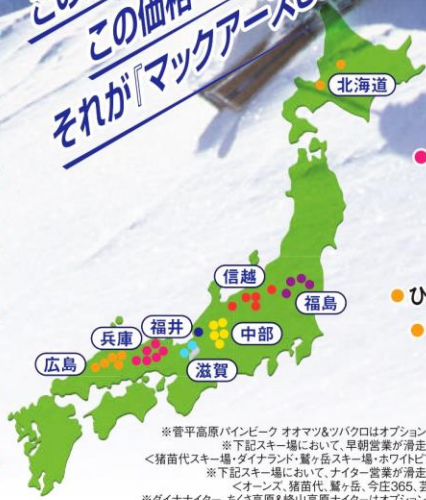 この価格
それが『マックアース
北海道
信越
福島
福井
兵庫
中部
広島
滋賀
※菅平高原パインビーク オオマツ&ツバクロはオプション
※下記スキー場において、早朝営業が滑走
<猪苗代スキー場・ダイナランド・鷲ヶ岳スキー場・ホワイトピ
※下記スキー場において、ナイター営業が滑走
<オーンズ、猪苗代、鷲ヶ岳、今庄365、芸